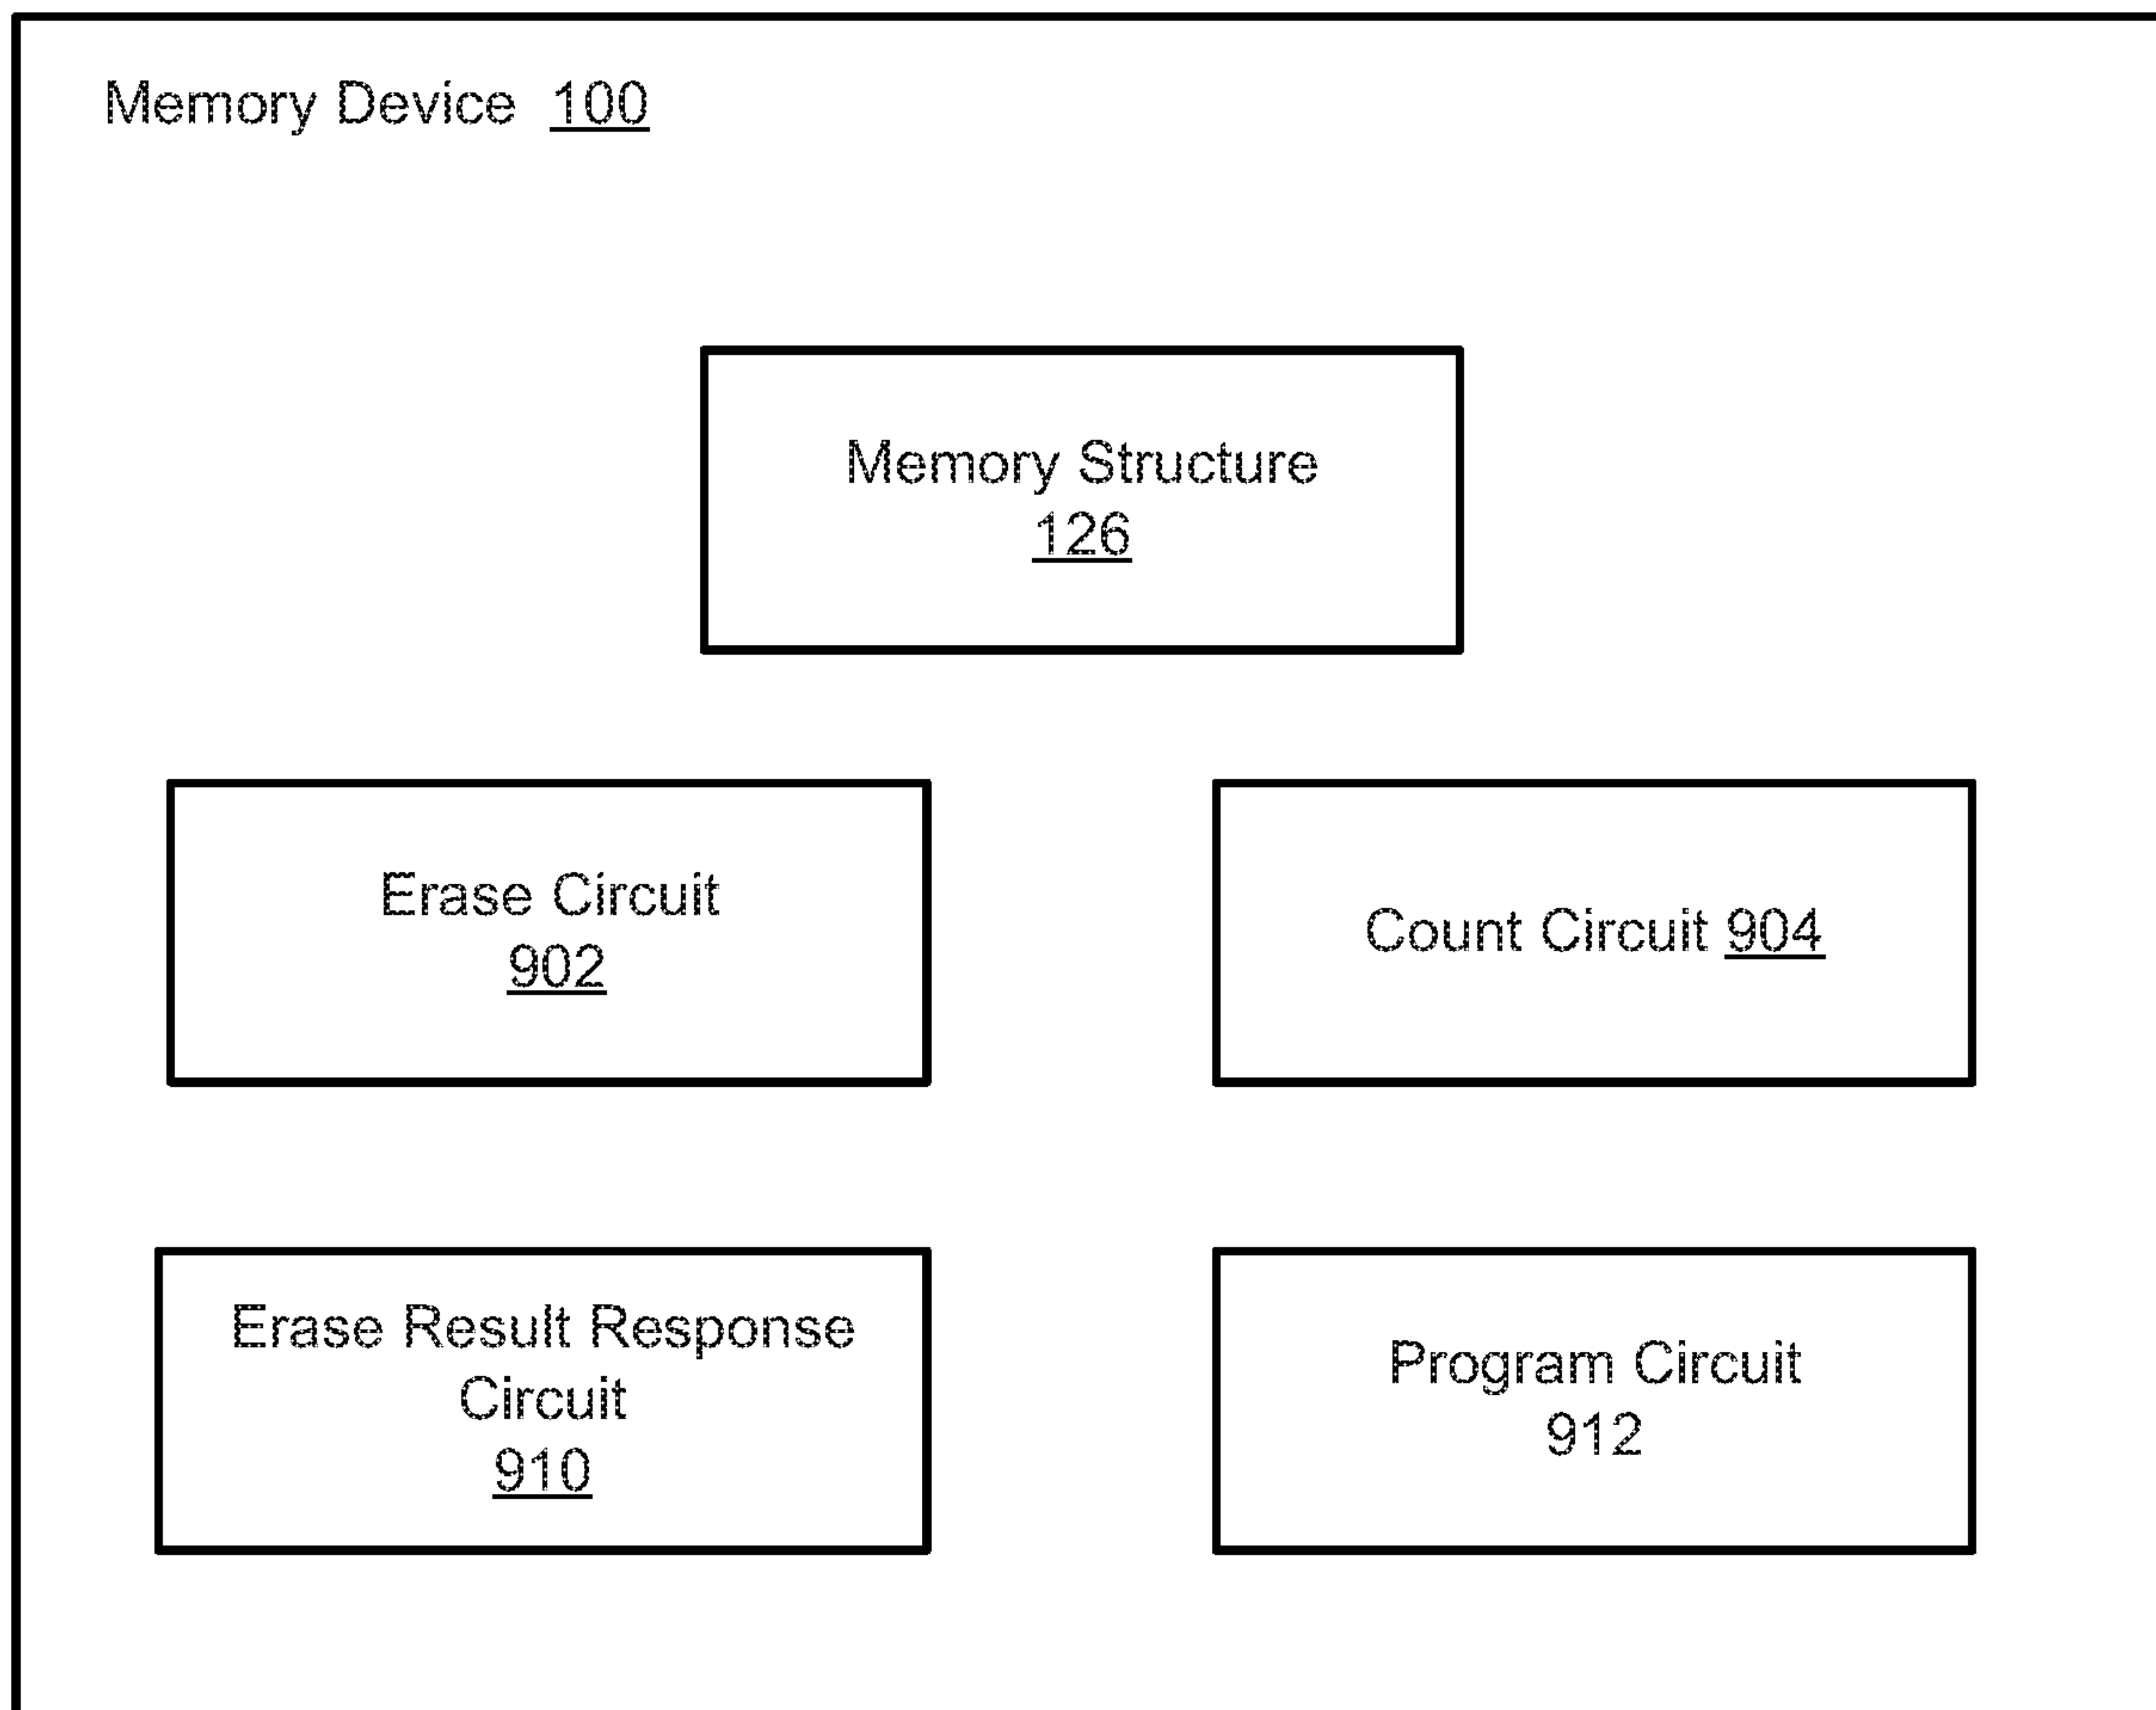 Memory Device 100
Memory Structure
126
Erase Circuit
902
Count Circuit 904
Erase Result Response
Circuit
910
Program Circuit
912